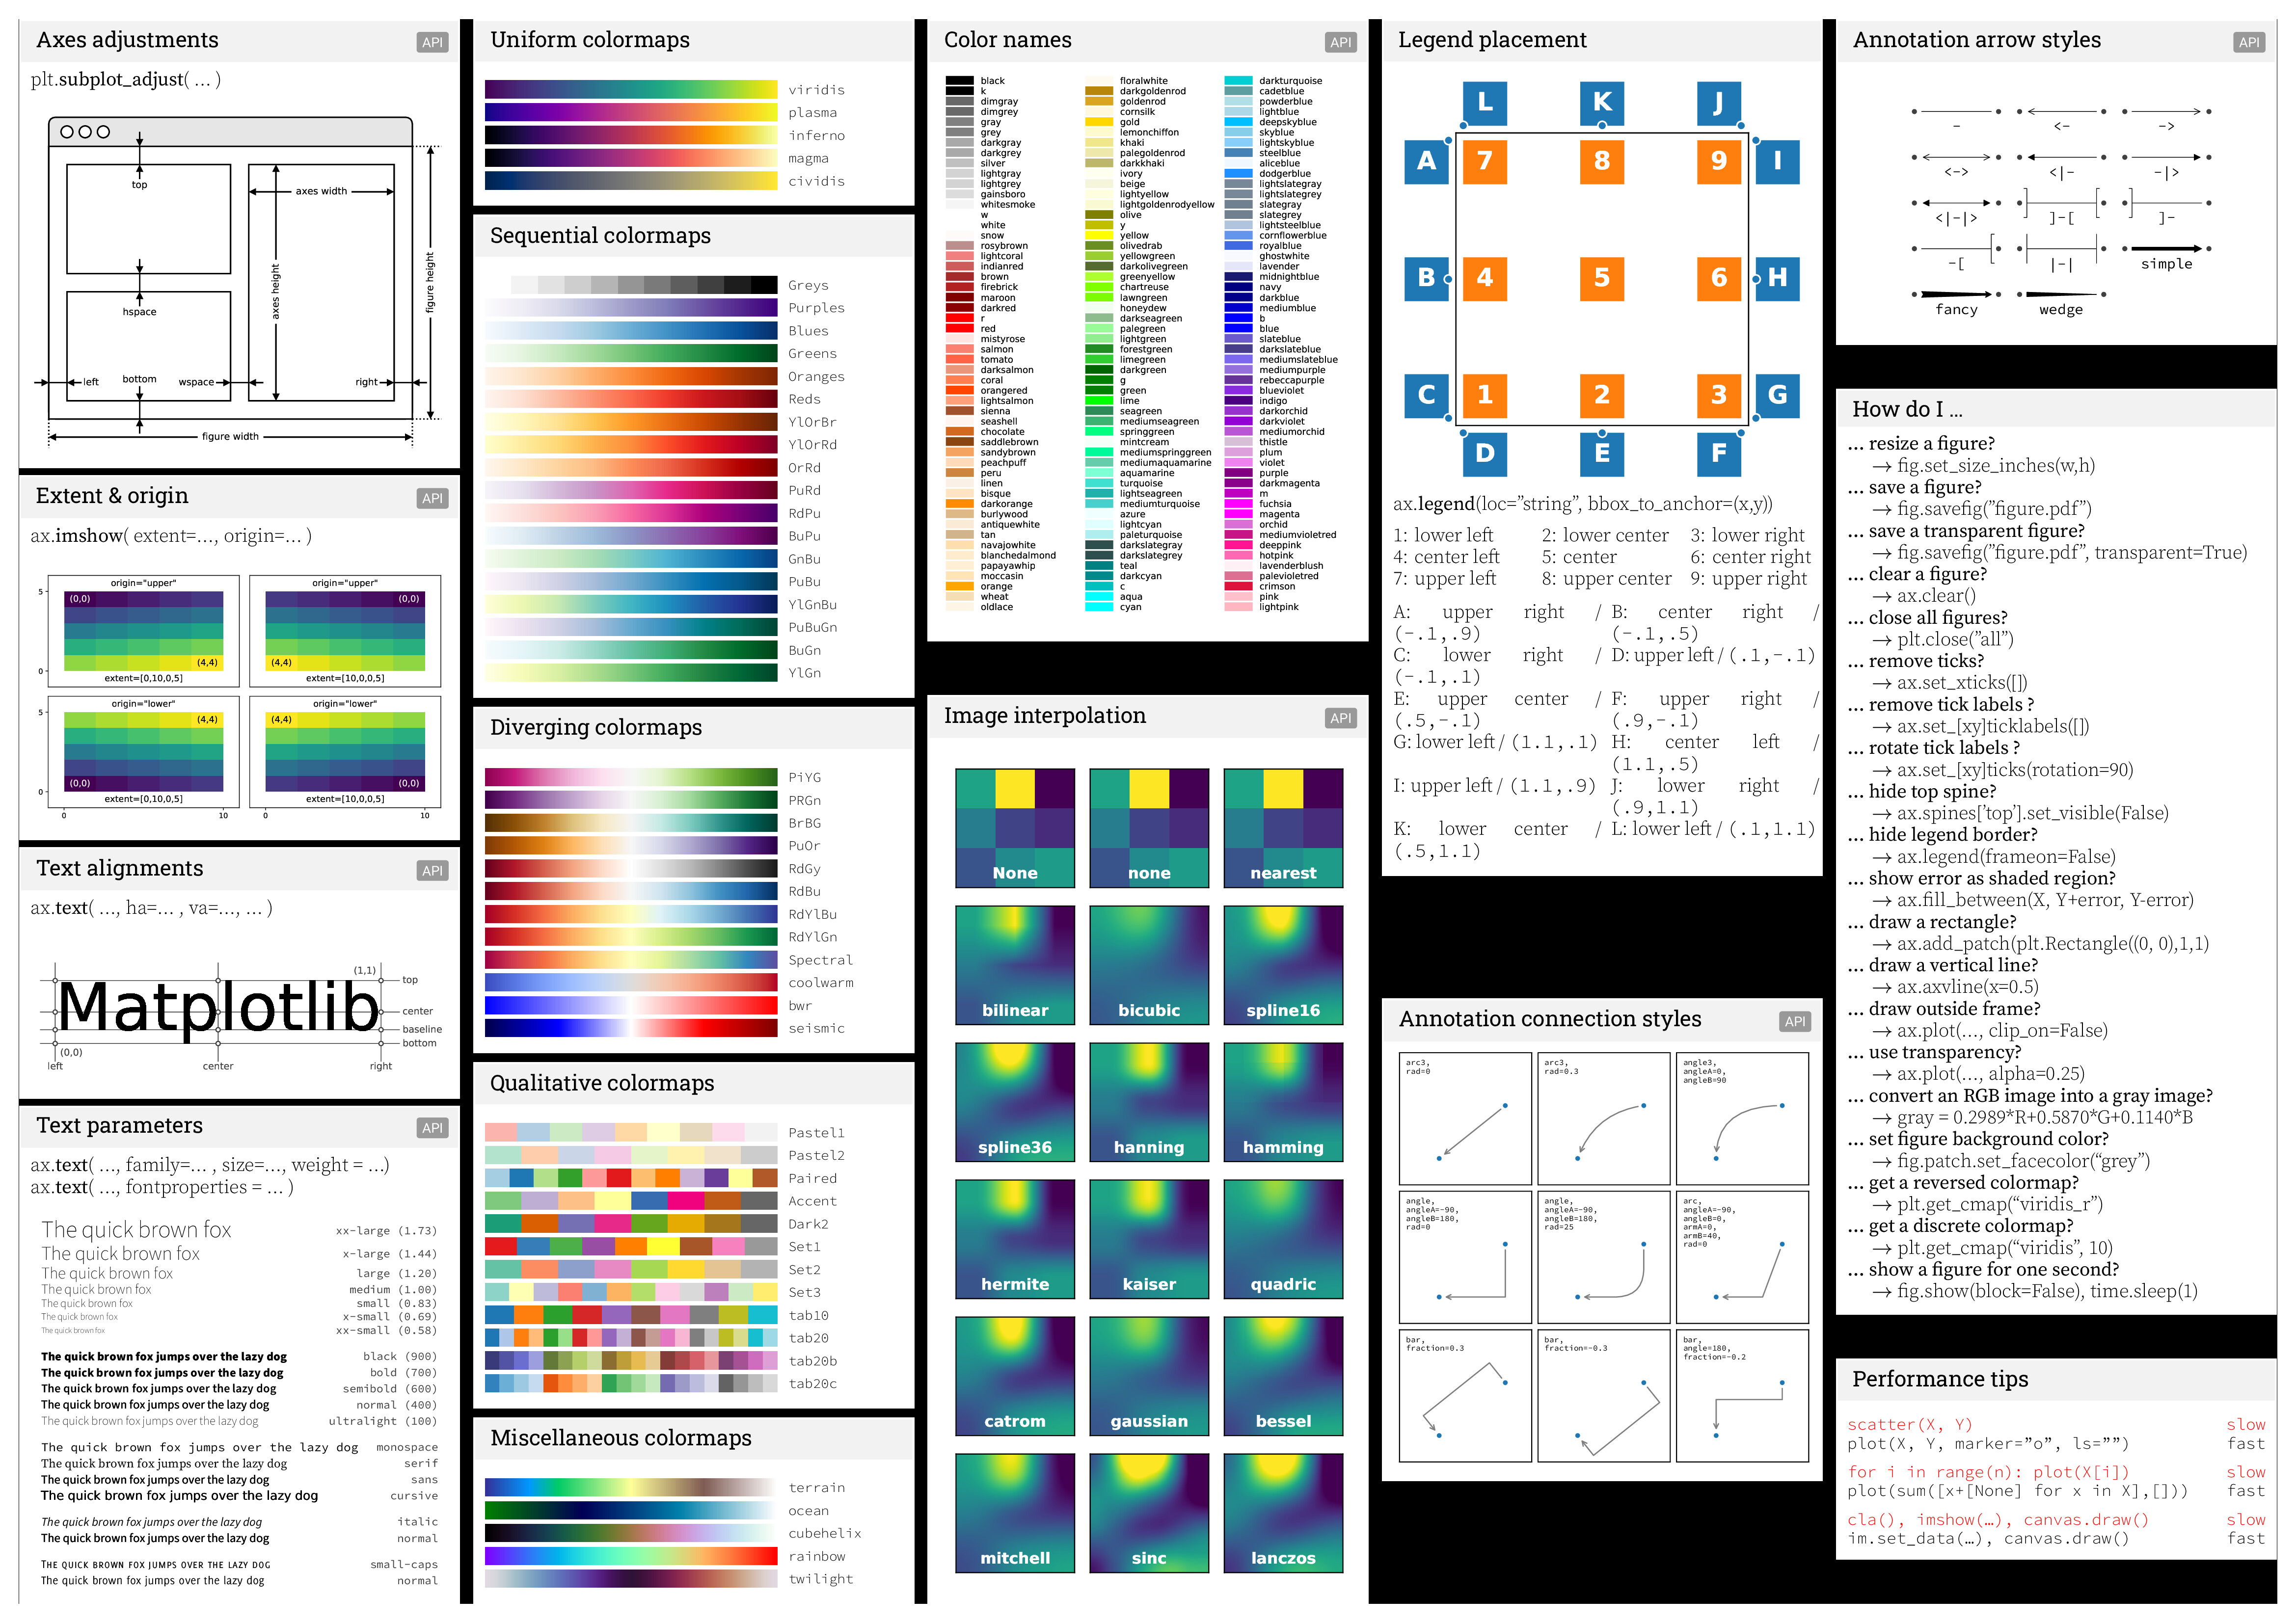 Axes adjustments
API
plt.subplot_adjust( … )
top
axes width
axes height
figure height
hspace
left
bottom
wspace
right
figure width
Extent & origin
API
ax.imshow( extent=…, origin=… )
origin="upper"
5
(0,0)
(4,4)
0
extent=[0,10,0,5]
origin="upper"
(0,0)
(4,4)
extent=[10,0,0,5]
origin="lower"
5
(4,4)
(0,0)
0
extent=[0,10,0,5]
0
10
origin="lower"
(4,4)
(0,0)
extent=[10,0,0,5]
0
10
Text alignments
API
ax.text( …, ha=… , va=…, … )
Matplotlib
(1,1)
top
center
baseline
bottom
(0,0)
left
center
right
Text parameters
API
ax.text( …, family=… , size=…, weight = …)
ax.text( …, fontproperties = … )
The quick brown fox xx-large (1.73)
The quick brown fox x-large (1.44)
The quick brown fox large (1.20)
The quick brown fox medium (1.00)
The quick brown fox small (0.83)
The quick brown fox x-small (0.69)
The quick brown fox xx-small (0.58)
The quick brown fox jumps over the lazy dog black (900)
The quick brown fox jumps over the lazy dog bold (700)
The quick brown fox jumps over the lazy dog semibold (600)
The quick brown fox jumps over the lazy dog normal (400)
The quick brown fox jumps over the lazy dog ultralight (100)
The quick brown fox jumps over the lazy dog monospace
The quick brown fox jumps over the lazy dog serif
The quick brown fox jumps over the lazy dog sans
The quick brown fox jumps over the lazy dog cursive
The quick brown fox jumps over the lazy dog italic
The quick brown fox jumps over the lazy dog normal
The quick brown fox jumps over the lazy dog small-caps
The quick brown fox jumps over the lazy dog normal
Uniform colormaps
viridis
plasma
inferno
magma
cividis
Sequential colormaps
Greys
Purples
Blues
Greens
Oranges
Reds
YlOrBr
YlOrRd
OrRd
PuRd
RdPu
BuPu
GnBu
PuBu
YlGnBu
PuBuGn
BuGn
YlGn
Diverging colormaps
PiYG
PRGn
BrBG
PuOr
RdGy
RdBu
RdYlBu
RdYlGn
Spectral
coolwarm
bwr
seismic
Qualitative colormaps
Pastel1
Pastel2
Paired
Accent
Dark2
Set1
Set2
Set3
tab10
tab20
tab20b
tab20c
Miscellaneous colormaps
terrain
ocean
cubehelix
rainbow
twilight
Color names
API
black
k
dimgray
dimgrey
gray
grey
darkgray
darkgrey
silver
lightgray
lightgrey
gainsboro
whitesmoke
w
white
snow
rosybrown
lightcoral
indianred
brown
firebrick
maroon
darkred
r
red
mistyrose
salmon
tomato
darksalmon
coral
orangered
lightsalmon
sienna
seashell
chocolate
saddlebrown
sandybrown
peachpuff
peru
linen
bisque
darkorange
burlywood
antiquewhite
tan
navajowhite
blanchedalmond
papayawhip
moccasin
orange
wheat
oldlace
floralwhite
darkgoldenrod
goldenrod
cornsilk
gold
lemonchiffon
khaki
palegoldenrod
darkkhaki
ivory
beige
lightyellow
lightgoldenrodyellow
olive
y
yellow
olivedrab
yellowgreen
darkolivegreen
greenyellow
chartreuse
lawngreen
honeydew
darkseagreen
palegreen
lightgreen
forestgreen
limegreen
darkgreen
g
green
lime
seagreen
mediumseagreen
springgreen
mintcream
mediumspringgreen
mediumaquamarine
aquamarine
turquoise
lightseagreen
mediumturquoise
azure
lightcyan
paleturquoise
darkslategray
darkslategrey
teal
darkcyan
c
aqua
cyan
darkturquoise
cadetblue
powderblue
lightblue
deepskyblue
skyblue
lightskyblue
steelblue
aliceblue
dodgerblue
lightslategray
lightslategrey
slategray
slategrey
lightsteelblue
cornflowerblue
royalblue
ghostwhite
lavender
midnightblue
navy
darkblue
mediumblue
b
blue
slateblue
darkslateblue
mediumslateblue
mediumpurple
rebeccapurple
blueviolet
indigo
darkorchid
darkviolet
mediumorchid
thistle
plum
violet
purple
darkmagenta
m
fuchsia
magenta
orchid
mediumvioletred
deeppink
hotpink
lavenderblush
palevioletred
crimson
pink
lightpink
Image interpolation
API
None none nearest
bilinear bicubic spline16
spline36 hanning hamming
hermite kaiser quadric
catrom gaussian bessel
mitchell sinc lanczos
Legend placement
L K J
A 7 8 9 I
B 4 5 6 H
C 1 2 3 G
D E F
ax.legend(loc=”string”, bbox_to_anchor=(x,y))
1: lower left 2: lower center 3: lower right
4: center left 5: center 6: center right
7: upper left 8: upper center 9: upper right
A: upper right / B: center right /
(-.1,.9) (-.1,.5)
C: lower right / D: upper left / (.1,-.1)
(-.1,.1)
E: upper center / F: upper right /
(.5,-.1) (.9,-.1)
G: lower left / (1.1,.1) H: center left /
(1.1,.5)
I: upper left / (1.1,.9) J: lower right /
(.9,1.1)
K: lower center / L: lower left / (.1,1.1)
(.5,1.1)
Annotation connection styles
API
arc3,
rad=0
arc3,
rad=0.3
angle3,
angleA=0,
angleB=90
angle,
angleA=-90,
angleB=180,
rad=0
angle,
angleA=-90,
angleB=180,
rad=25
arc,
angleA=-90,
angleB=0,
armA=0,
armB=40,
rad=0
bar,
fraction=0.3
bar,
fraction=-0.3
bar,
angle=180,
fraction=-0.2
Annotation arrow styles
API
- <- ->
<-> <|- -|>
<|-|> ]-[ ]-
-[ |-| simple
fancy wedge
How do I …
… resize a figure?
→ fig.set_size_inches(w,h)
… save a figure?
→ fig.savefig(”figure.pdf”)
… save a transparent figure?
→ fig.savefig(”figure.pdf”, transparent=True)
… clear a figure?
→ ax.clear()
… close all figures?
→ plt.close(”all”)
… remove ticks?
→ ax.set_xticks([])
… remove tick labels ?
→ ax.set_[xy]ticklabels([])
… rotate tick labels ?
→ ax.set_[xy]ticks(rotation=90)
… hide top spine?
→ ax.spines[’top’].set_visible(False)
… hide legend border?
→ ax.legend(frameon=False)
… show error as shaded region?
→ ax.fill_between(X, Y+error, Y-error)
… draw a rectangle?
→ ax.add_patch(plt.Rectangle((0, 0),1,1)
… draw a vertical line?
→ ax.axvline(x=0.5)
… draw outside frame?
→ ax.plot(…, clip_on=False)
… use transparency?
→ ax.plot(…, alpha=0.25)
… convert an RGB image into a gray image?
→ gray = 0.2989*R+0.5870*G+0.1140*B
… set figure background color?
→ fig.patch.set_facecolor(“grey”)
… get a reversed colormap?
→ plt.get_cmap(“viridis_r”)
… get a discrete colormap?
→ plt.get_cmap(“viridis”, 10)
… show a figure for one second?
→ fig.show(block=False), time.sleep(1)
Performance tips
scatter(X, Y) slow
plot(X, Y, marker=”o”, ls=””) fast
for i in range(n): plot(X[i]) slow
plot(sum([x+[None] for x in X],[])) fast
cla(), imshow(…), canvas.draw() slow
im.set_data(…), canvas.draw() fast